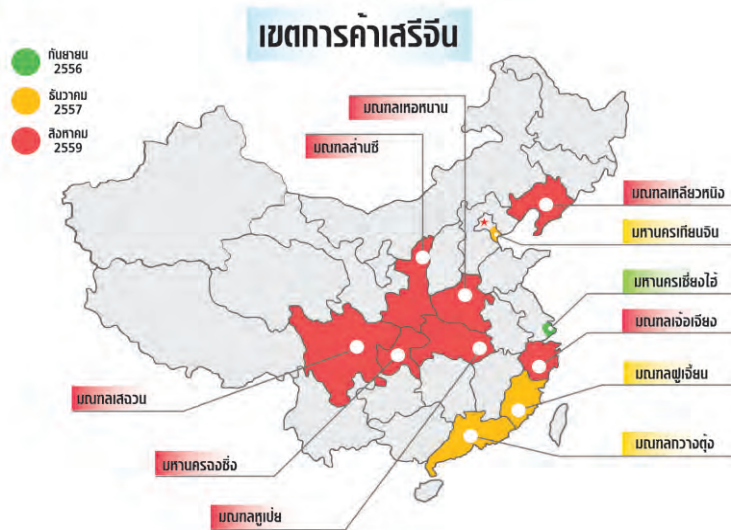 เขตการค้าเสรีจีน
กันยายน
2556
ธันวาคม
2557
สิงหาคม
2559
มณฑลเหอหนาน
มณฑลส่านซี
มณฑลเหลียวหนิง
มหานครเทียนจิน
มหานครเซี่ยงไฮ้
มณฑลเจ้อเจียง
มณฑลฟูเจี้ยน
มณฑลกวางตุ้ง
มณฑลเสฉวน
มหานครฉงชิ่ง
มณฑลหูเป่ย